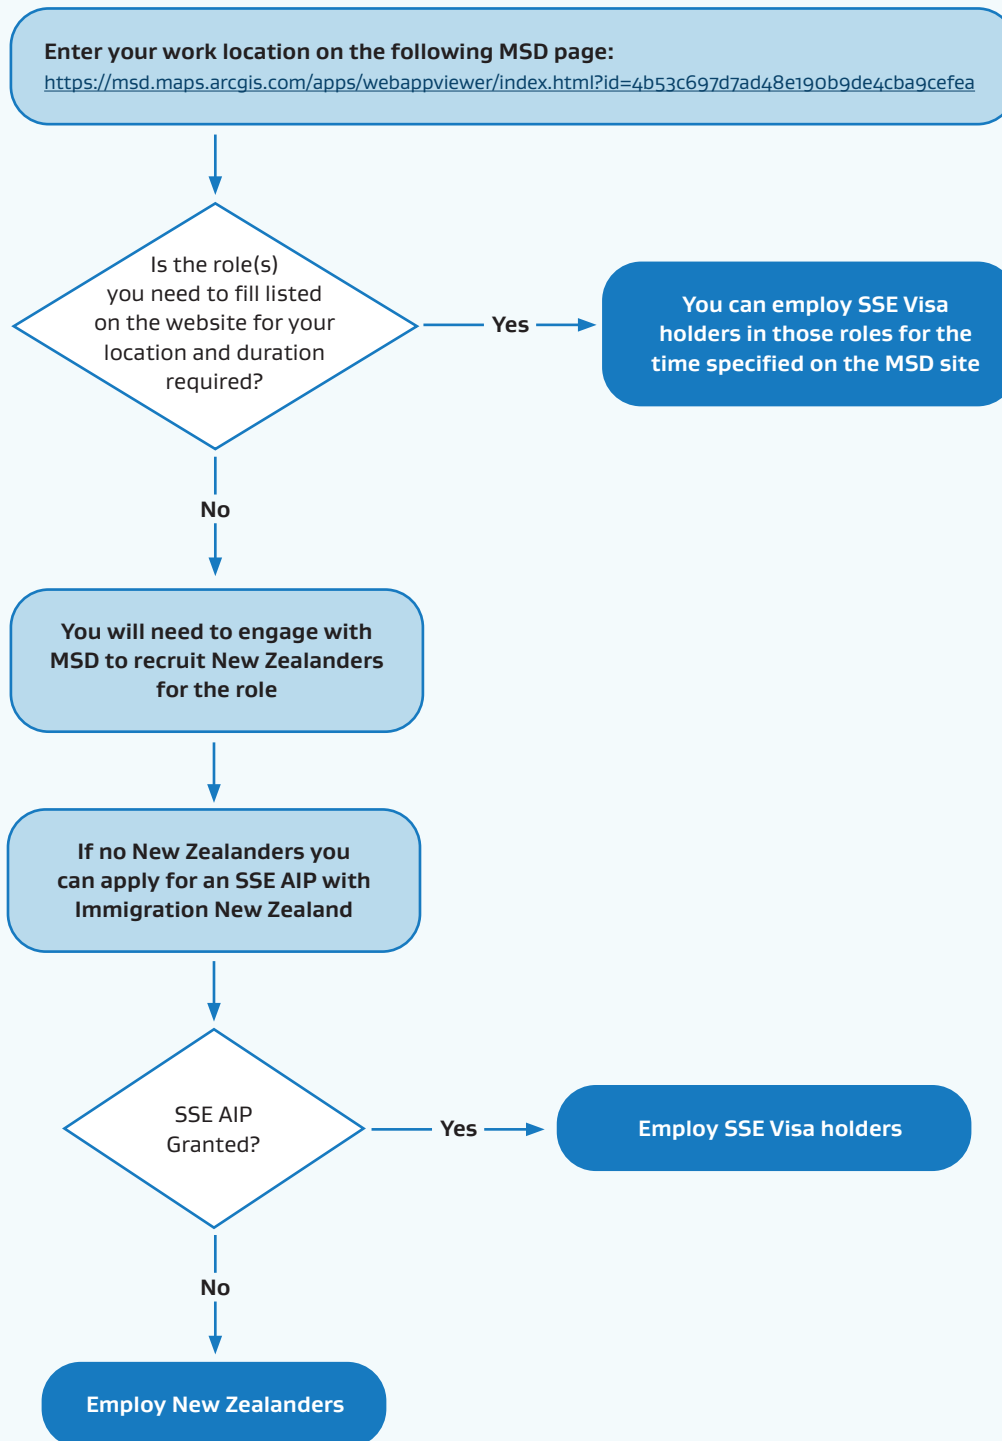 Enter your work location on the following MSD page:
https://msd.maps.arcgis.com/apps/webappviewer/index.html?id=4b53c697d7ad48e190b9de4cba9cefea
Is the role(s)
you need to fill listed
on the website for your
location and duration
required?
Yes
You can employ SSE Visa
holders in those roles for the
time specified on the MSD site
No
You will need to engage with
MSD to recruit New Zealanders
for the role
If no New Zealanders you
can apply for an SSE AIP with
Immigration New Zealand
SSE AIP
Granted?
Yes
Employ SSE Visa holders
No
Employ New Zealanders